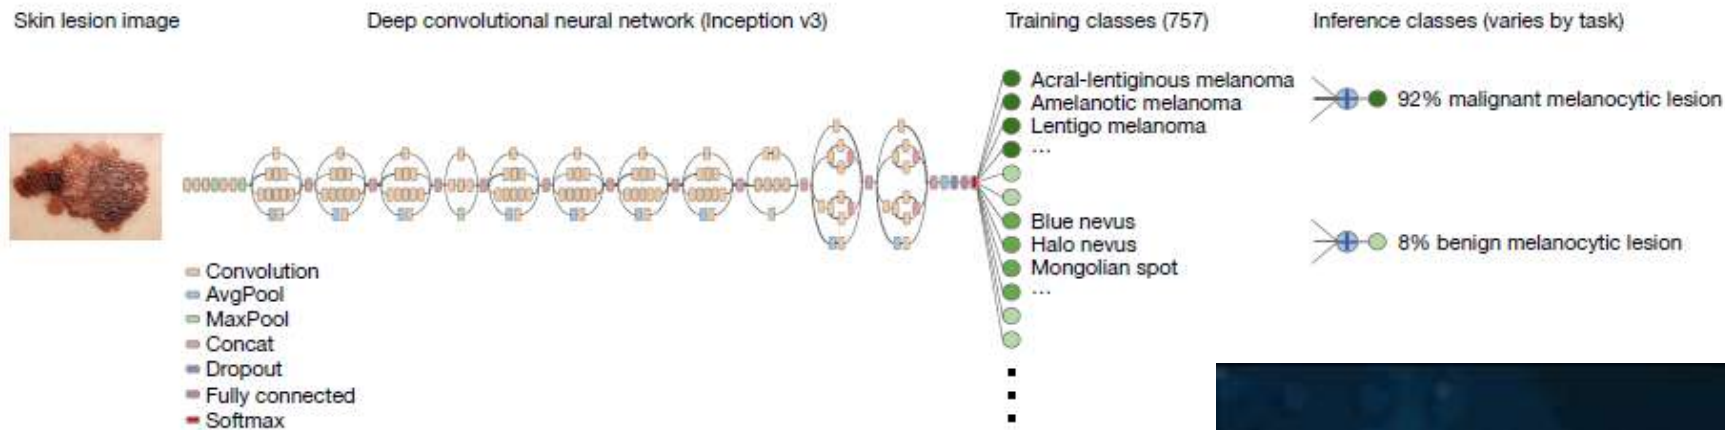 Skin lesion image
Deep convolutional neural network (Inception v3)
Training classes (757)
Inference classes (varies by task)
Acral-lentiginous melanoma
Amelanotic melanoma
Lentigo melanoma
...
Blue nevus
Halo nevus
Mongolian spot
...
92% malignant melanocytic lesion
8% benign melanocytic lesion
Convolution
AvgPool
MaxPool
Concat
Dropout
Fully connected
Softmax